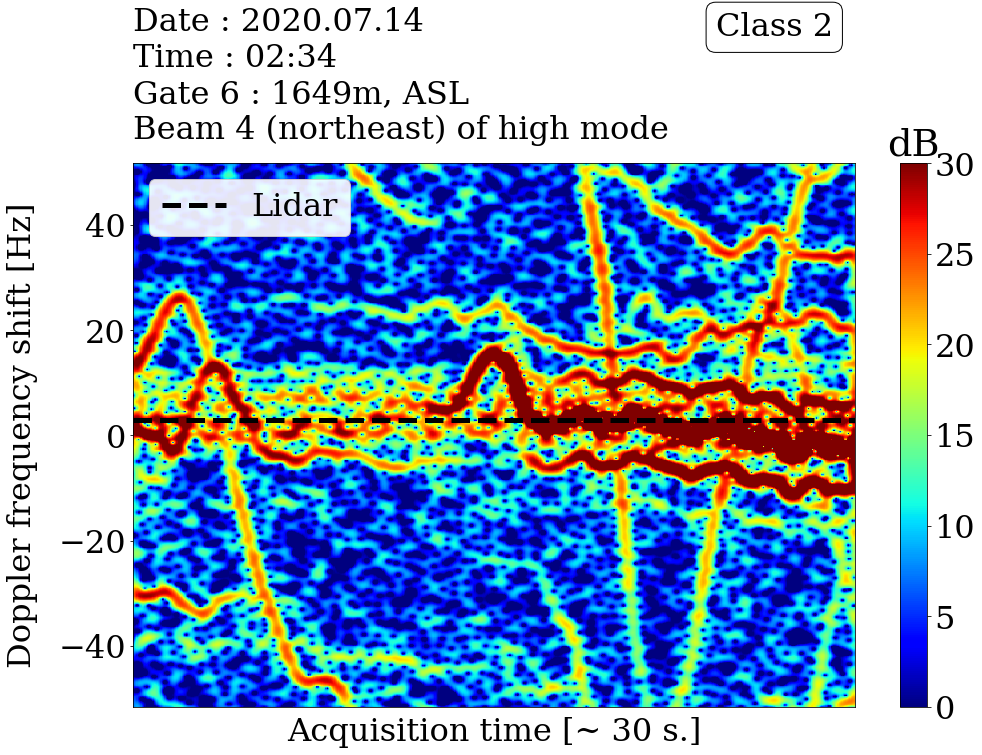 Date : 2020.07.14
Time : 02:34
Gate 6 : 1649m, ASL
Beam 4 (northeast) of high mode
Class 2
dB
Lidar
Doppler frequency shift [Hz]
40
20
0
−20
−40
30
25
20
15
10
5
0
Acquisition time [~ 30 s.]